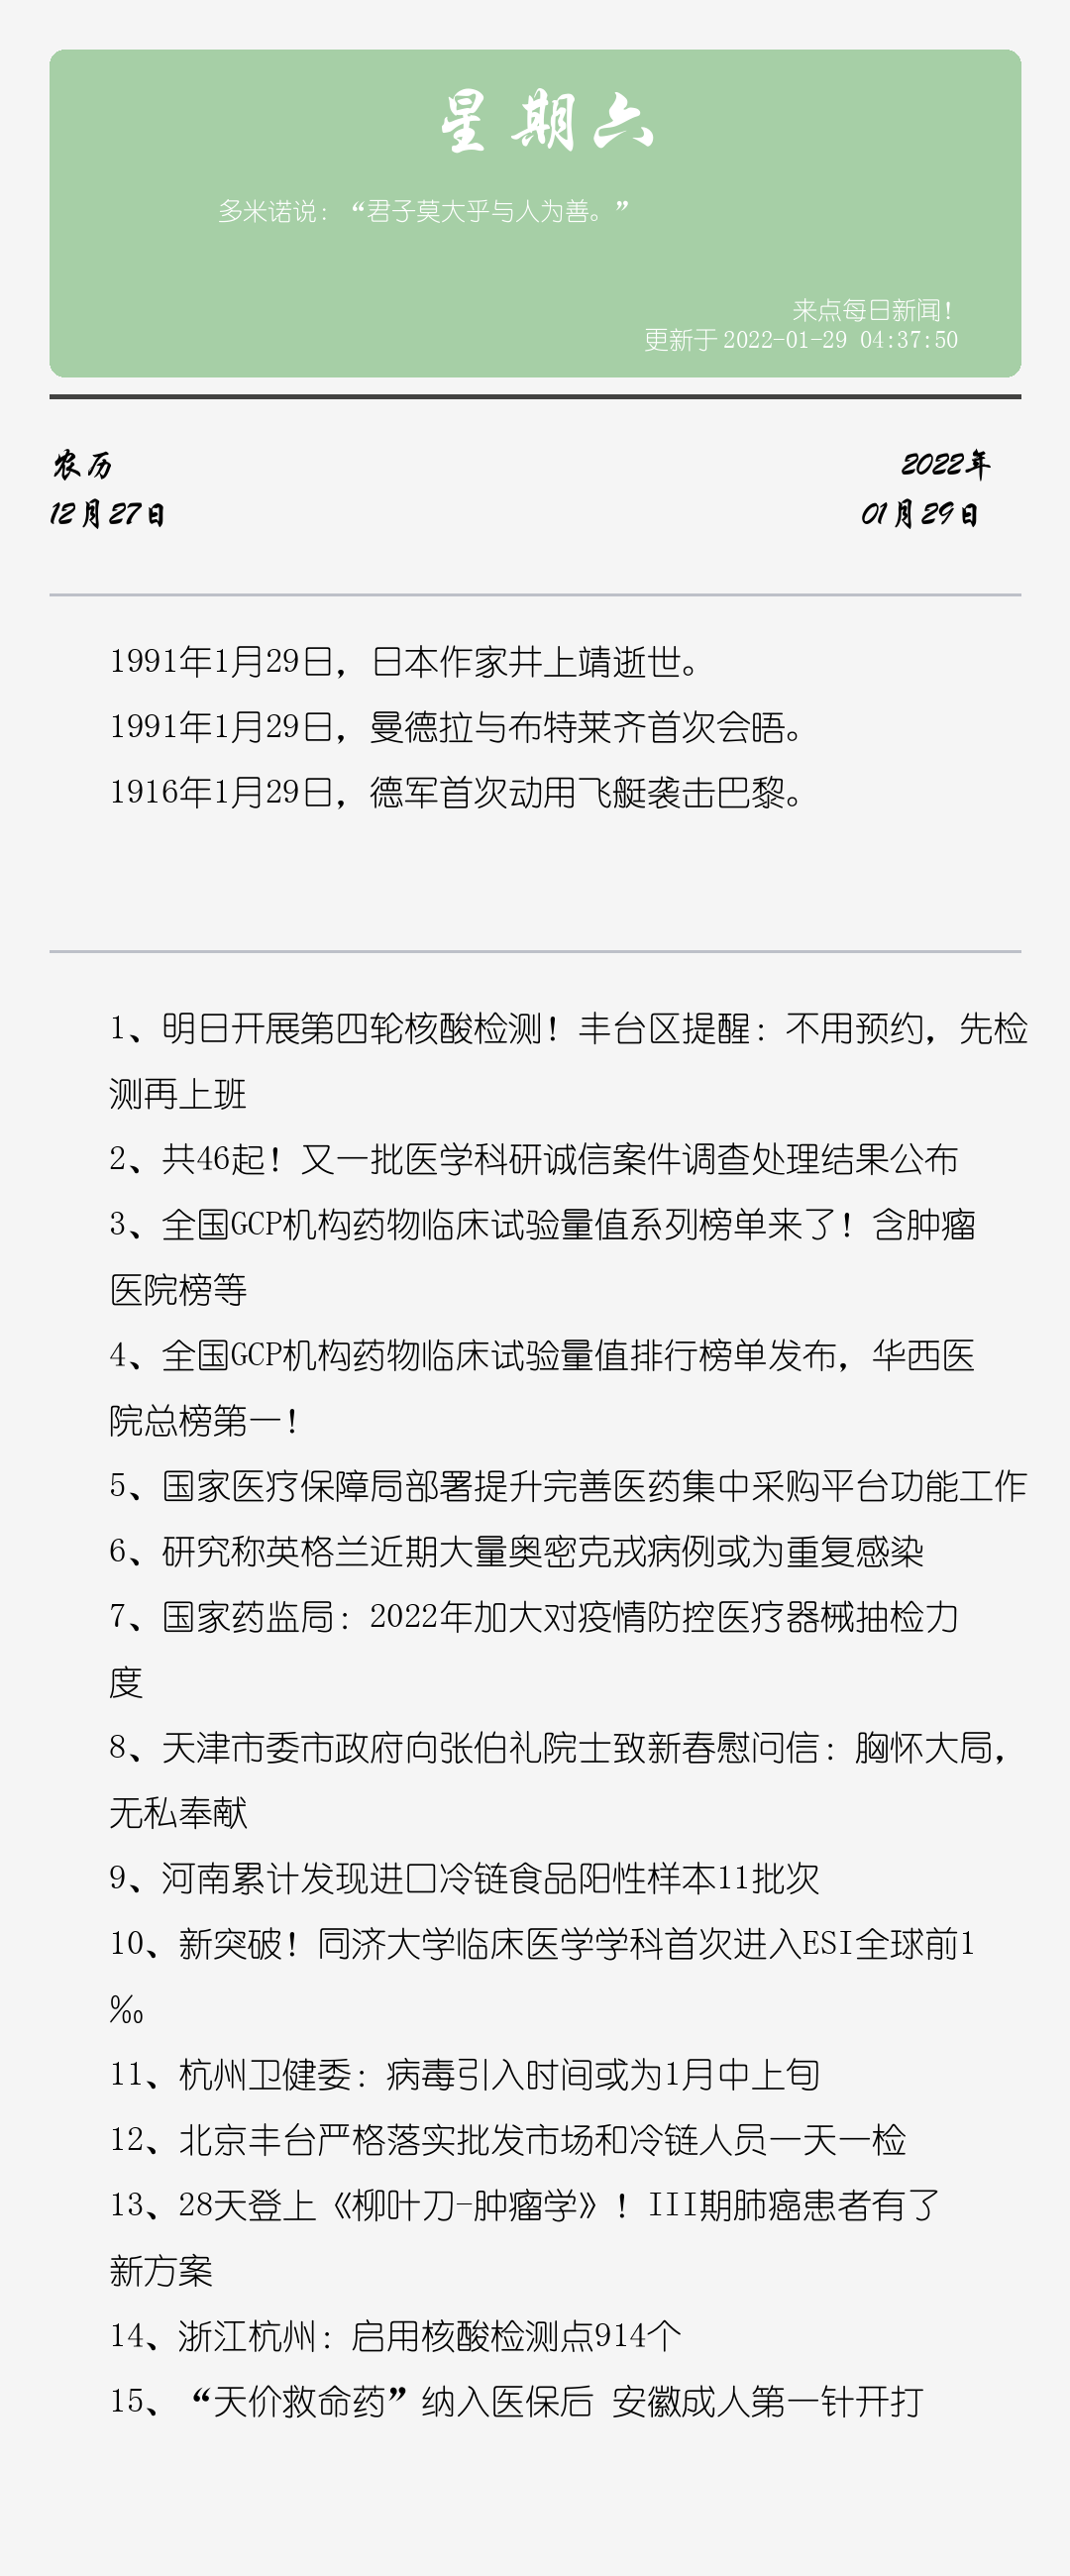 星期六
多米诺说：“君子莫大乎与人为善。”
来点每日新闻！
更新于 2022-01-29 04:37:50
农历
2022年
12月27日
01月29日
1991年1月29日，日本作家井上靖逝世。
1991年1月29日，曼德拉与布特莱齐首次会晤。
1916年1月29日，德军首次动用飞艇袭击巴黎。
1、明日开展第四轮核酸检测！丰台区提醒：不用预约，先检
测再上班
2、共46起！又一批医学科研诚信案件调查处理结果公布
3、全国GCP机构药物临床试验量值系列榜单来了！含肿瘤
医院榜等
4、全国GCP机构药物临床试验量值排行榜单发布，华西医
院总榜第一！
5、国家医疗保障局部署提升完善医药集中采购平台功能工作
6、研究称英格兰近期大量奥密克戎病例或为重复感染
7、国家药监局：2022年加大对疫情防控医疗器械抽检力
度
8、天津市委市政府向张伯礼院士致新春慰问信：胸怀大局，
无私奉献
9、河南累计发现进口冷链食品阳性样本11批次
10、新突破！同济大学临床医学学科首次进入ESI全球前1
‰
11、杭州卫健委：病毒引入时间或为1月中上旬
12、北京丰台严格落实批发市场和冷链人员一天一检
13、28天登上《柳叶刀-肿瘤学》！III期肺癌患者有了
新方案
14、浙江杭州：启用核酸检测点914个
15、“天价救命药”纳入医保后 安徽成人第一针开打